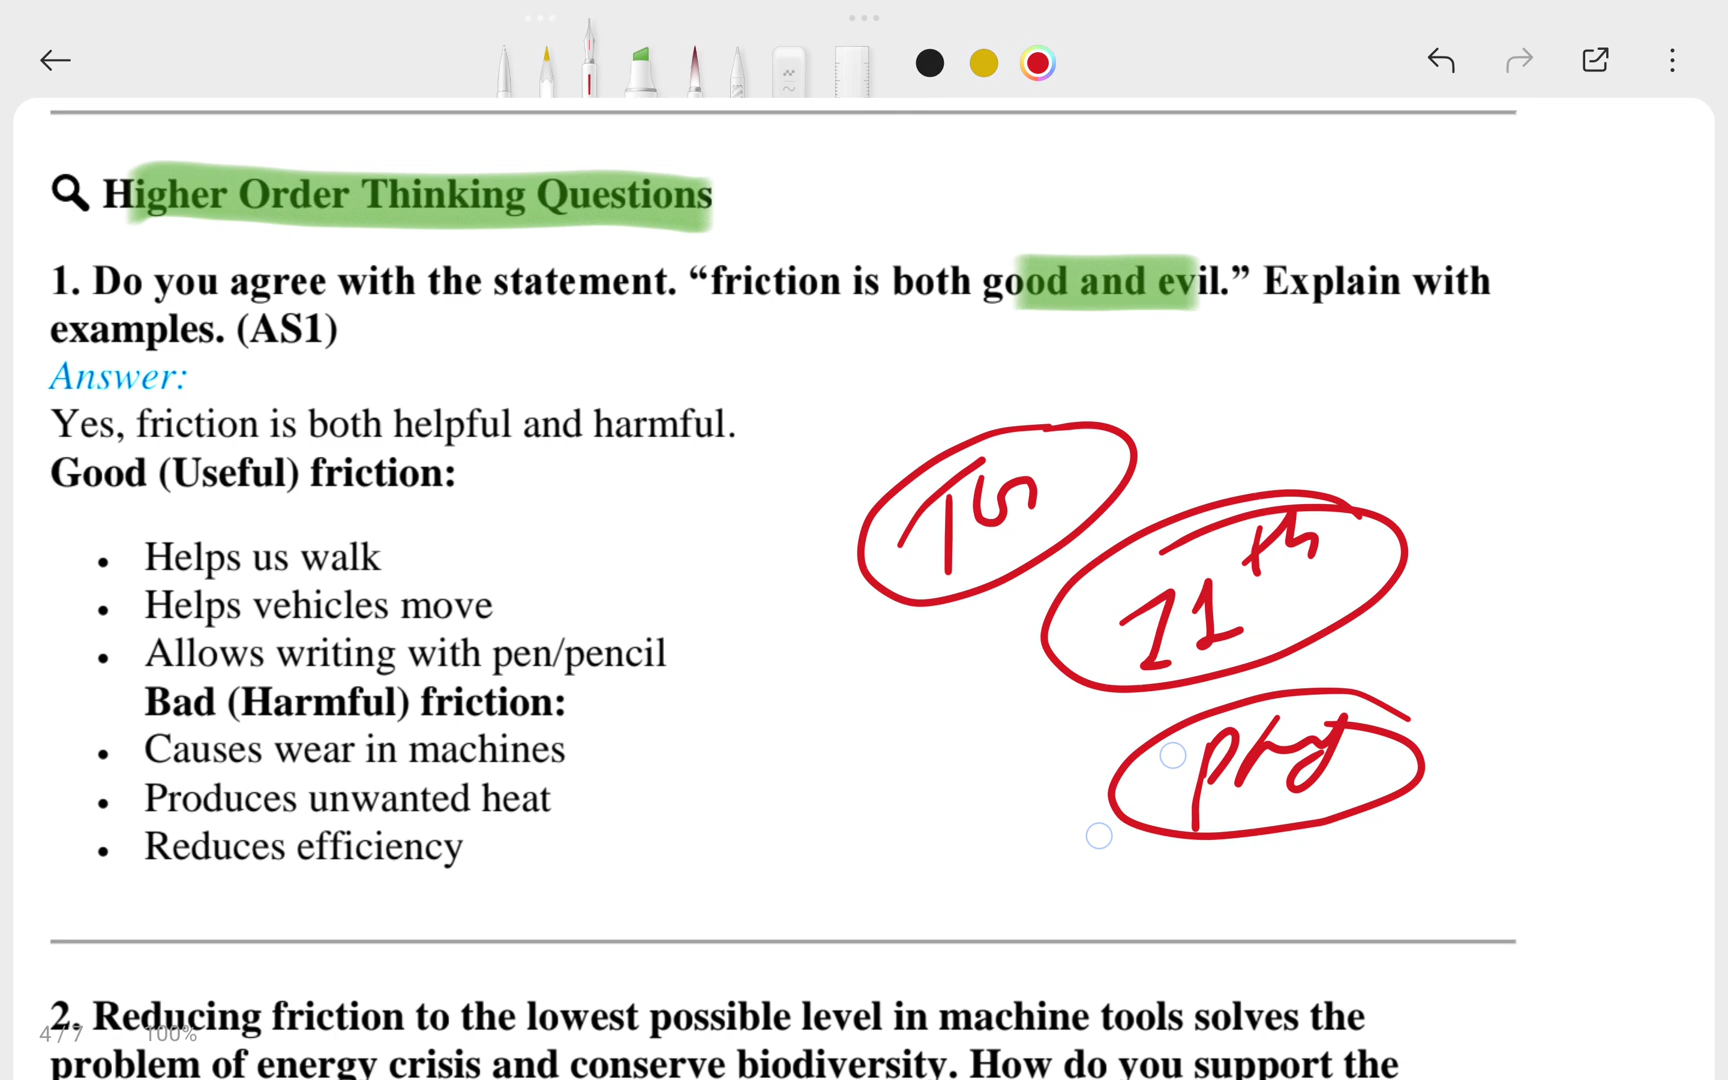 Higher Order Thinking Questions
1. Do you agree with the statement. “friction is both good and evil.” Explain with
examples. (AS1)
Answer:
Yes, friction is both helpful and harmful.
Good (Useful) friction:
• Helps us walk
• Helps vehicles move
• Allows writing with pen/pencil
Bad (Harmful) friction:
• Causes wear in machines
• Produces unwanted heat
• Reduces efficiency
TS
11th
2. Reducing friction to the lowest possible level in machine tools solves the
problem of energy crisis and conserve biodiversity. How do you support the
4/7 100%